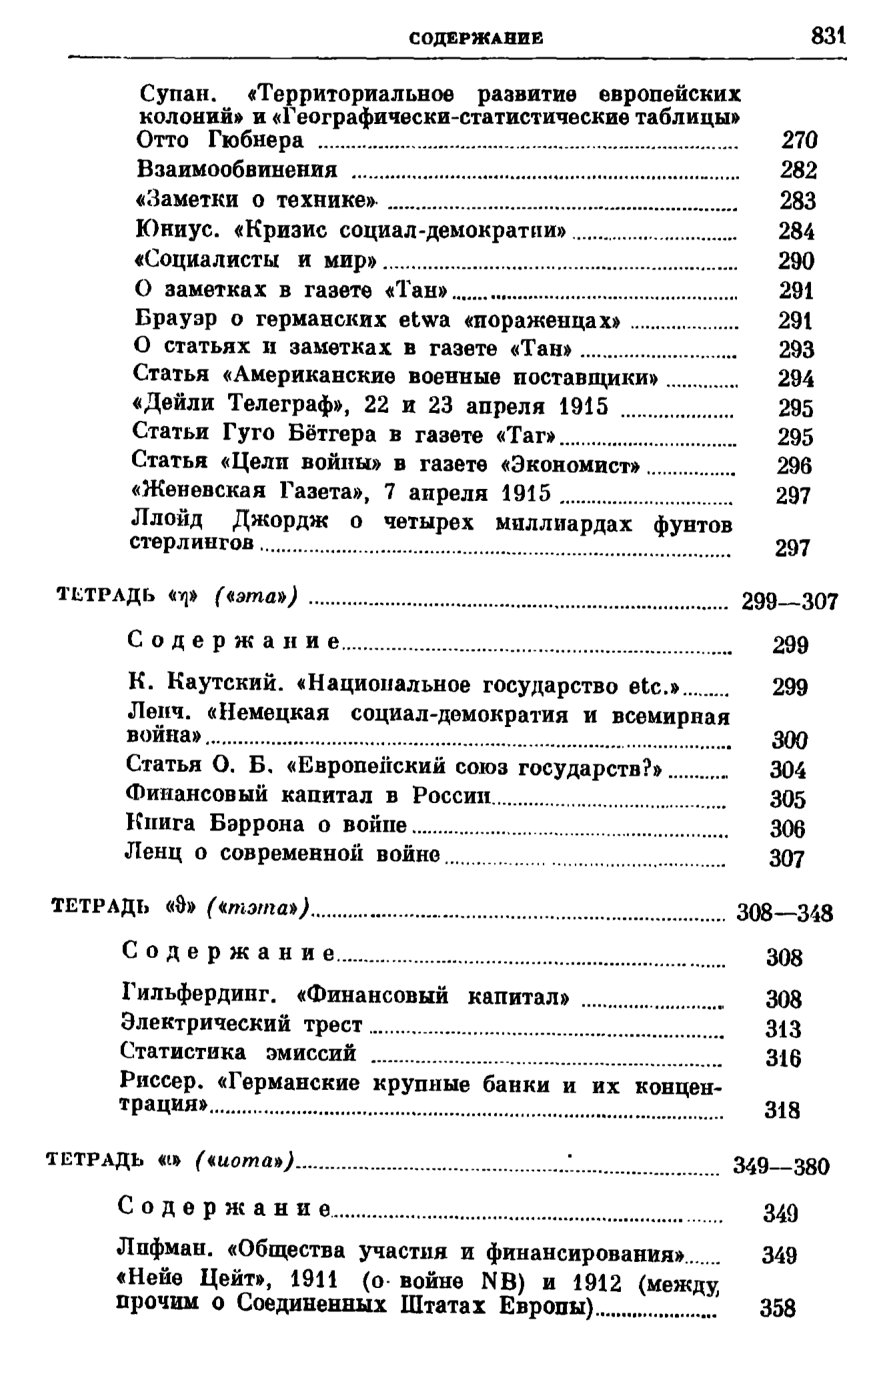 СОДЕРЖАНИЕ 831
Супан. «Территориальное развитие европейских
колоний» и «Географически-статистические таблицы»
Отто Гюбнера 270
Взаимообвинения 282
«Заметки о технике» 283
Юниус. «Кризис социал-демократии» 284
«Социалисты и мир» 290
О заметках в газете «Тан» 291
Брауэр о германских etwa «пораженцах» 291
О статьях и заметках в газете «Тан» 293
Статья «Американские военные поставщики» 294
«Дейли Телеграф», 22 и 23 апреля 1915 295
Статьи Гуго Бётгера в газете «Таг» 295
Статья «Цели войны» в газете «Экономист» 296
«Женевская Газета», 7 апреля 1915 297
Ллойд Джордж о четырех миллиардах фунтов
стерлингов 297
ТЕТРАДЬ «η» («эта») 299—307
Содержание 299
К. Каутский. «Национальное государство etc.» 299
Ленч. «Немецкая социал-демократия и всемирная
война» 300
Статья О. Б. «Европейский союз государств?» 304
Финансовый капитал в России 305
Книга Бэррона о войне 306
Ленц о современной войне 307
ТЕТРАДЬ «ϑ» («тэта») 308—348
Содержание 308
Гильфердинг. «Финансовый капитал» 308
Электрический трест 313
Статистика эмиссий 316
Риссер. «Германские крупные банки и их концен-
трация» 318
ТЕТРАДЬ «ι» («иота») 349—380
Содержание 349
Лифман. «Общества участия и финансирования» 349
«Нейе Цейт», 1911 (о войне NB) и 1912 (между
прочим о Соединенных Штатах Европы) 358